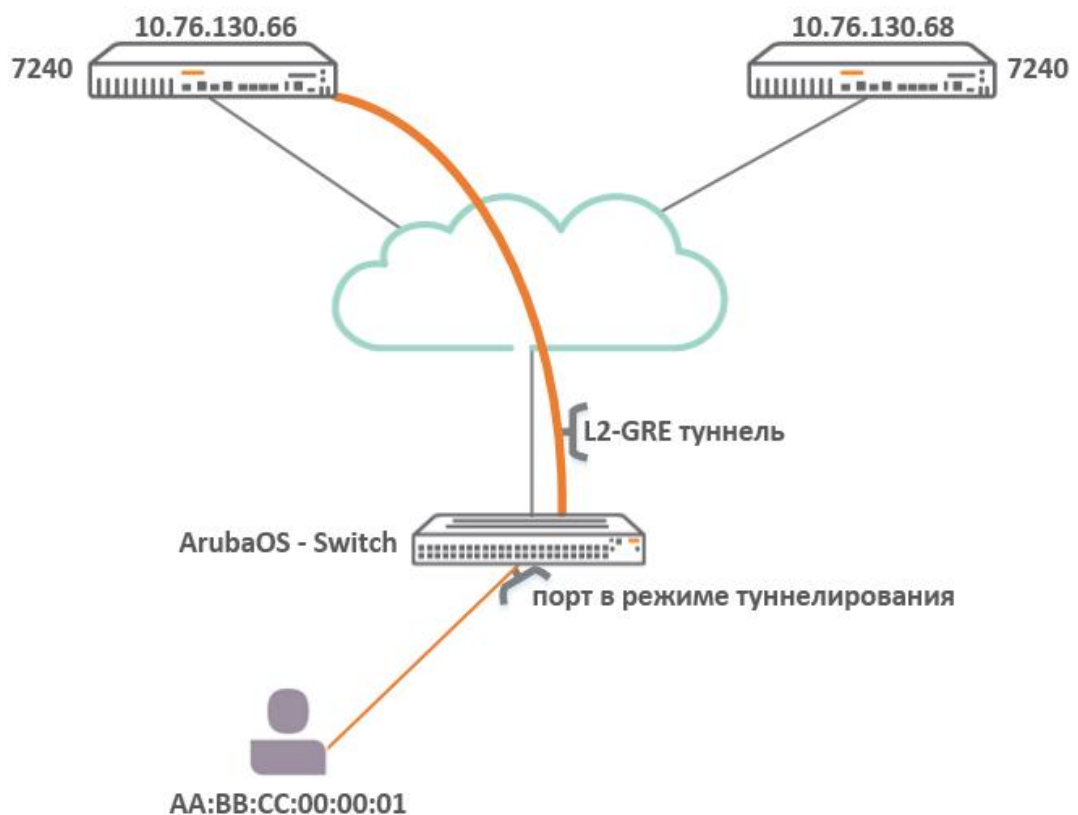 10.76.130.66
10.76.130.68
7240
7240
L2-GRE туннель
ArubaOS - Switch
порт в режиме туннелирования
AA:BB:CC:00:00:01